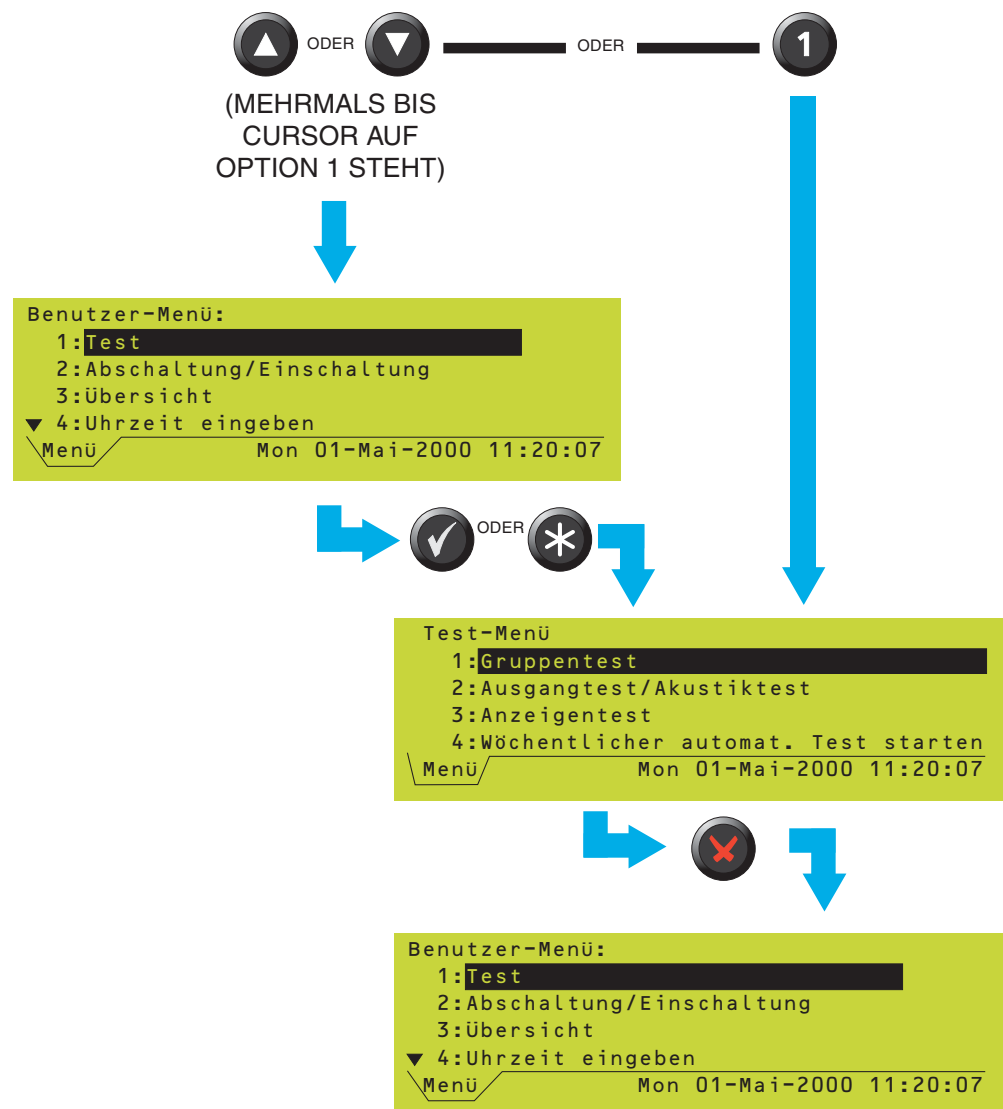 ODER ODER 1
(MEHRMALS BIS
CURSOR AUF
OPTION 1 STEHT)
Benutzer-Menü:
1:Test
2:Abschaltung/Einschaltung
3:Übersicht
▼ 4:Uhrzeit eingeben
Menü Mon 01-Mai-2000 11:20:07
ODER
Test-Menü
1:Gruppentest
2:Ausgangtest/Akustiktest
3:Anzeigentest
4:Wöchentlicher automat. Test starten
Menü Mon 01-Mai-2000 11:20:07
Benutzer-Menü:
1:Test
2:Abschaltung/Einschaltung
3:Übersicht
▼ 4:Uhrzeit eingeben
Menü Mon 01-Mai-2000 11:20:07